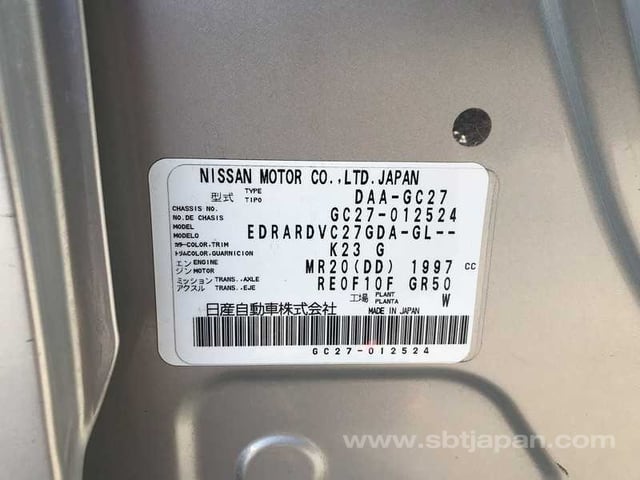 NISSAN MOTOR CO.,LTD.JAPAN
型式 TYPE TIPO DAA-GC27
CHASSIS NO. NO.DE CHASIS GC27-012524
MODEL MODELO EDRARDVC27GDA-GL--
カラー COLOR,TRIM トリム COLOR,GUARNICION K23 G
エン ENGINE ジン MOTOR MR20(DD) 1997 CC
ミッション TRANS.,AXLE アクスル TRANS.,EJE RE0F10F GR50
工場 PLANT PLANTA W
日産自動車株式会社 MADE IN JAPAN
GC27-012524
www.sbtjapan.com/